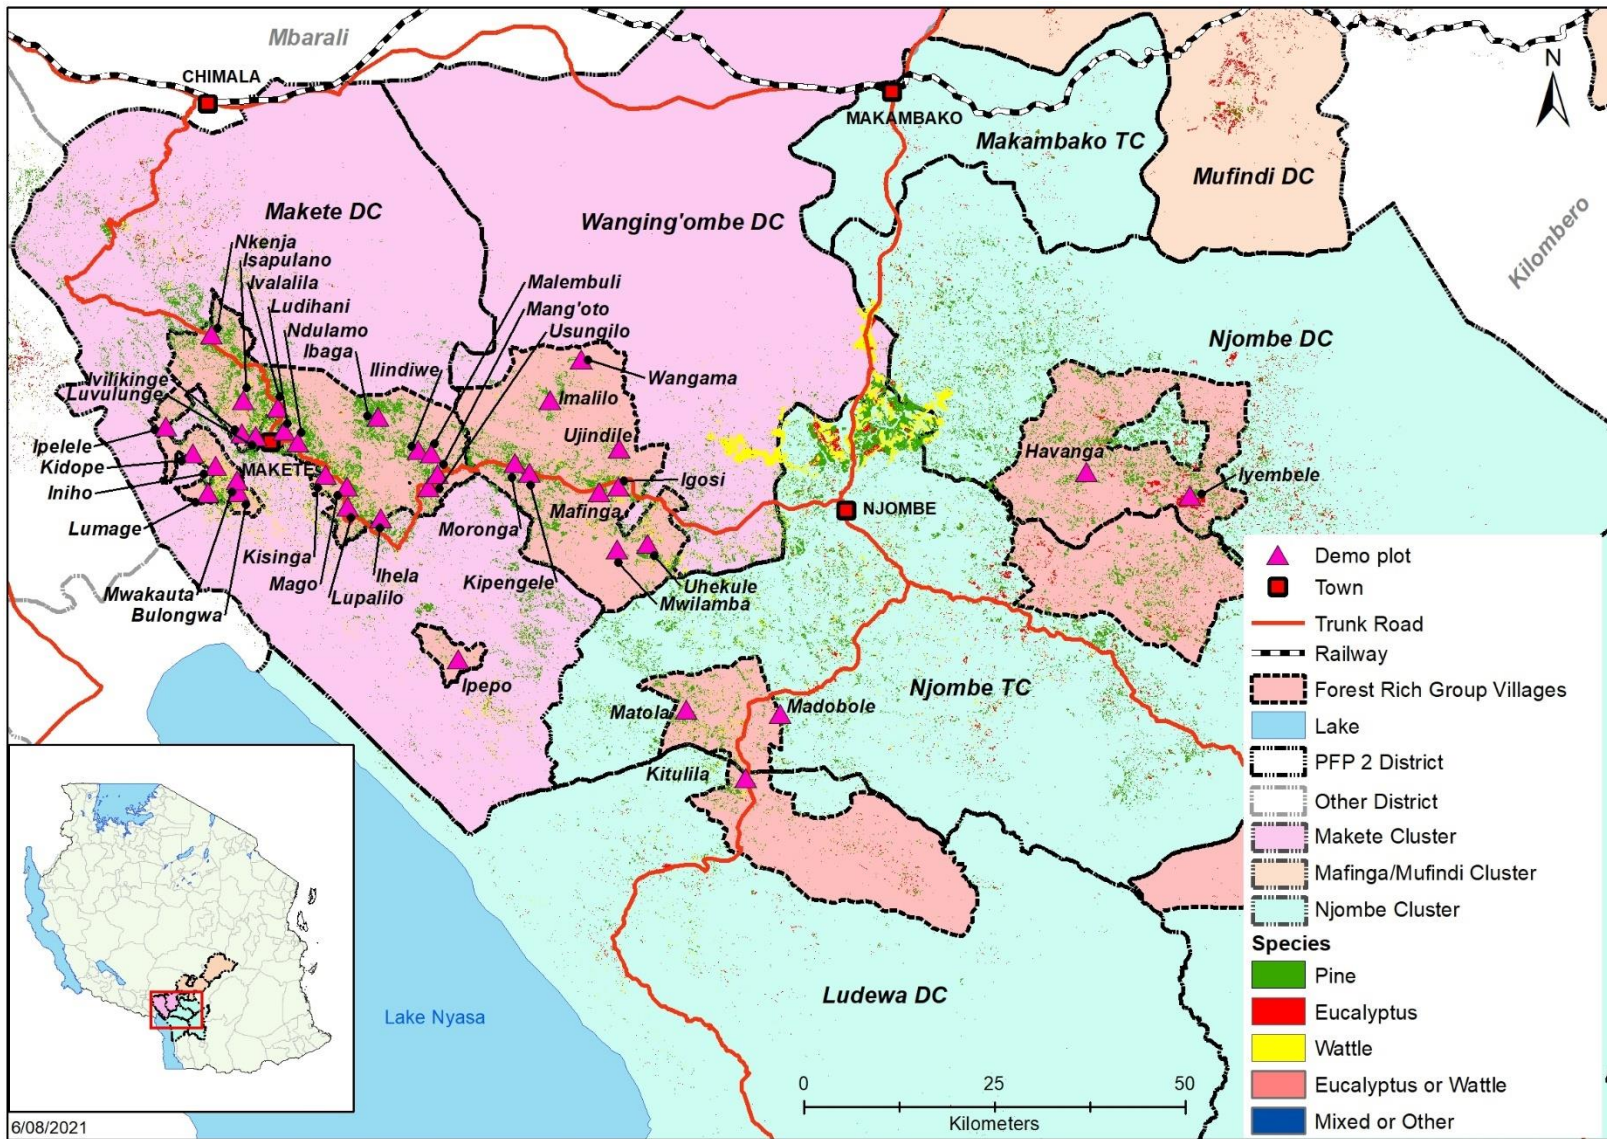 Mbarali
CHIMALA
N
MAKAMBAKO
Makambako TC
Mufindi DC
Kilombero
Makete DC
Wanging'ombe DC
Njombe DC
Nkenja
Isapulano
Ivalalila
Ludihani
Ndulamo
Ibaga
Ilindiwe
Malembuli
Mang'oto
Usungilo
Wangama
Imalilo
Ujindile
Ivilikinge
Luvulunge
Ipelele
Kidope
Iniho
Lumage
MAKETE
Mwakauta
Bulongwa
Kisinga
Mago
Lupalilo
Ihela
Moronga
Kipengele
Mafinga
Igosi
Uhekule
Mwilamba
NJOMBE
Havanga
Iyembele
Ipepo
Matola
Madobole
Kitulila
Njombe TC
Ludewa DC
Lake Nyasa
Demo plot
Town
Trunk Road
Railway
Forest Rich Group Villages
Lake
PFP 2 District
Other District
Makete Cluster
Mafinga/Mufindi Cluster
Njombe Cluster
Species
Pine
Eucalyptus
Wattle
Eucalyptus or Wattle
Mixed or Other
0 25 50
Kilometers
6/08/2021